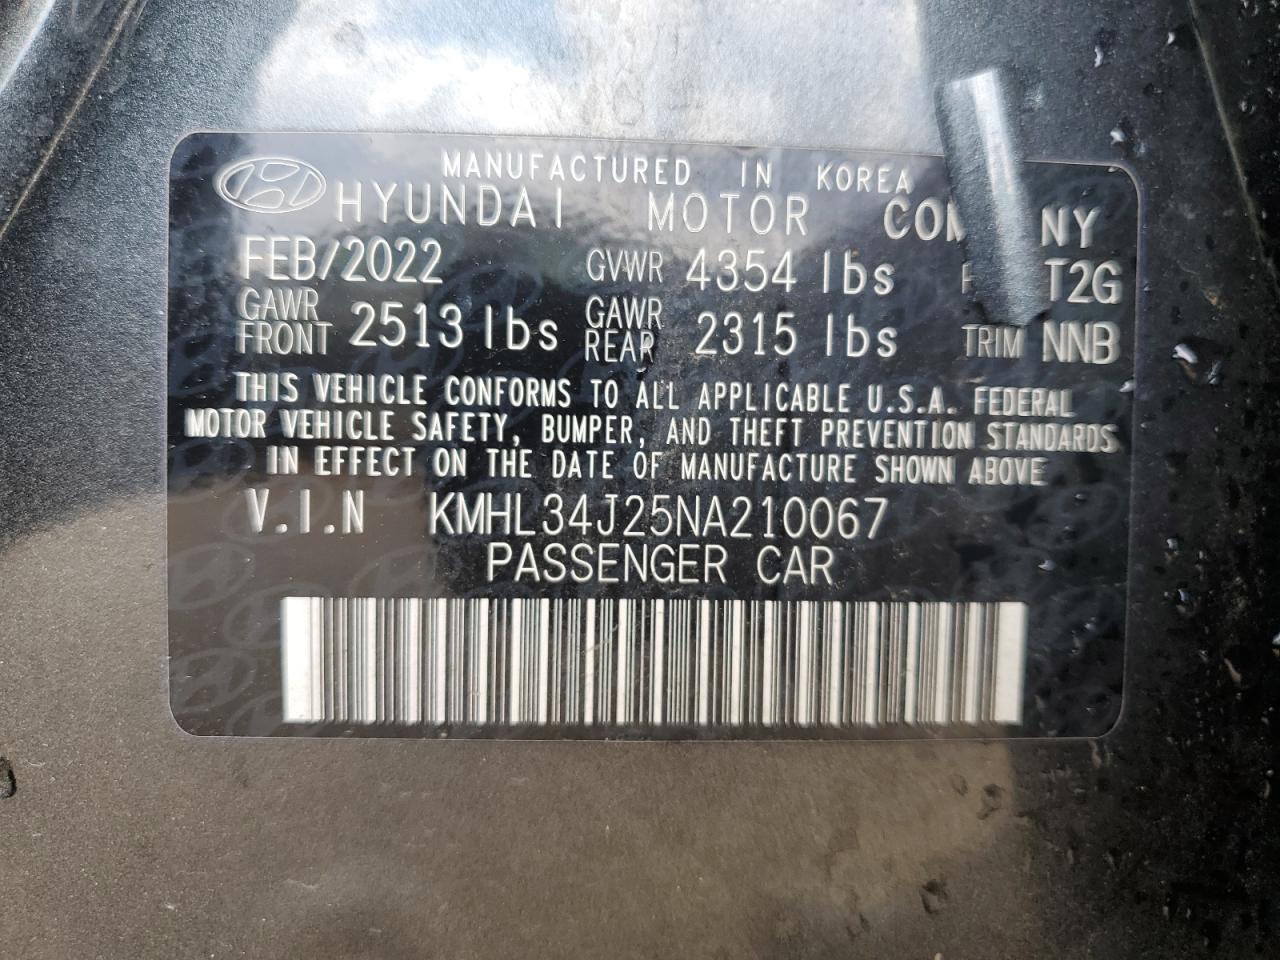 MANUFACTURED IN KOREA
HYUNDAI MOTOR
FEB/2022 GVWR 4354 lbs T2G
GAWR FRONT 2513 lbs GAWR REAR 2315 lbs TRIM NNB
THIS VEHICLE CONFORMS TO ALL APPLICABLE U.S.A. FEDERAL
MOTOR VEHICLE SAFETY, BUMPER, AND THEFT PREVENTION STANDARDS
IN EFFECT ON THE DATE OF MANUFACTURE SHOWN ABOVE
V.I.N KMHL34J25NA210067
PASSENGER CAR